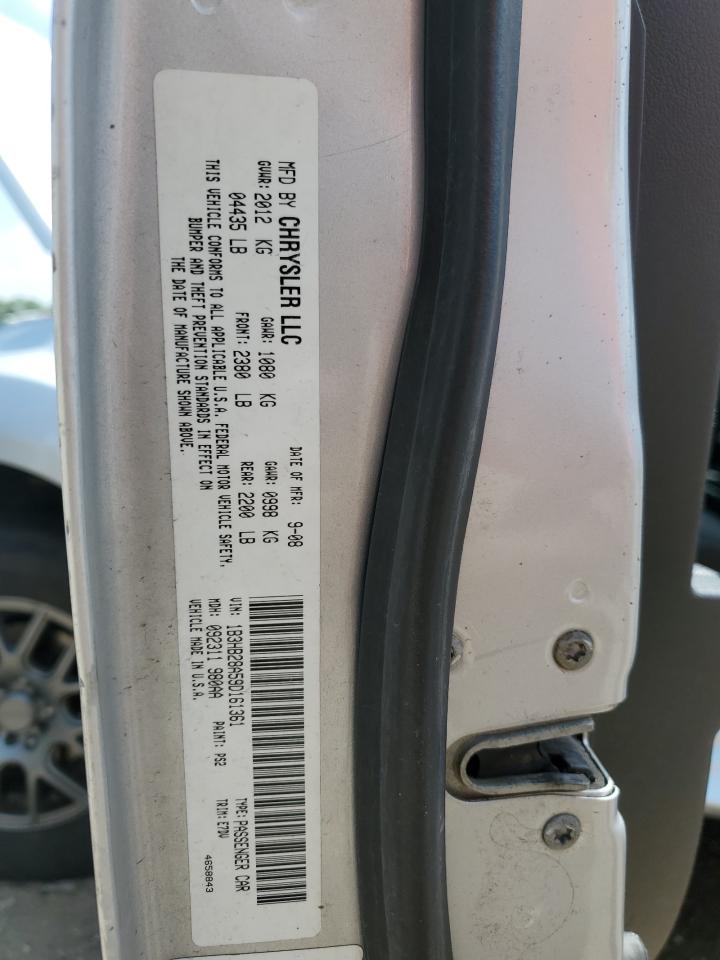 MFD BY CHRYSLER LLC
DATE OF MFR: 9-08
GVWR: 2012 KG
GAWR: 1080 KG
GAWR: 0998 KG
04435 LB
FRONT: 2380 LB
REAR: 2200 LB
THIS VEHICLE CONFORMS TO ALL APPLICABLE U.S.A. FEDERAL MOTOR VEHICLE SAFETY,
BUMPER AND THEFT PREVENTION STANDARDS IN EFFECT ON
THE DATE OF MANUFACTURE SHOWN ABOVE.
VIN: 1B3HB28A59D161361
TYPE: PASSENGER CAR
MDH: 092311 980AA
PAINT: PS2
TRIM: E7DV
VEHICLE MADE IN U.S.A.
4658843